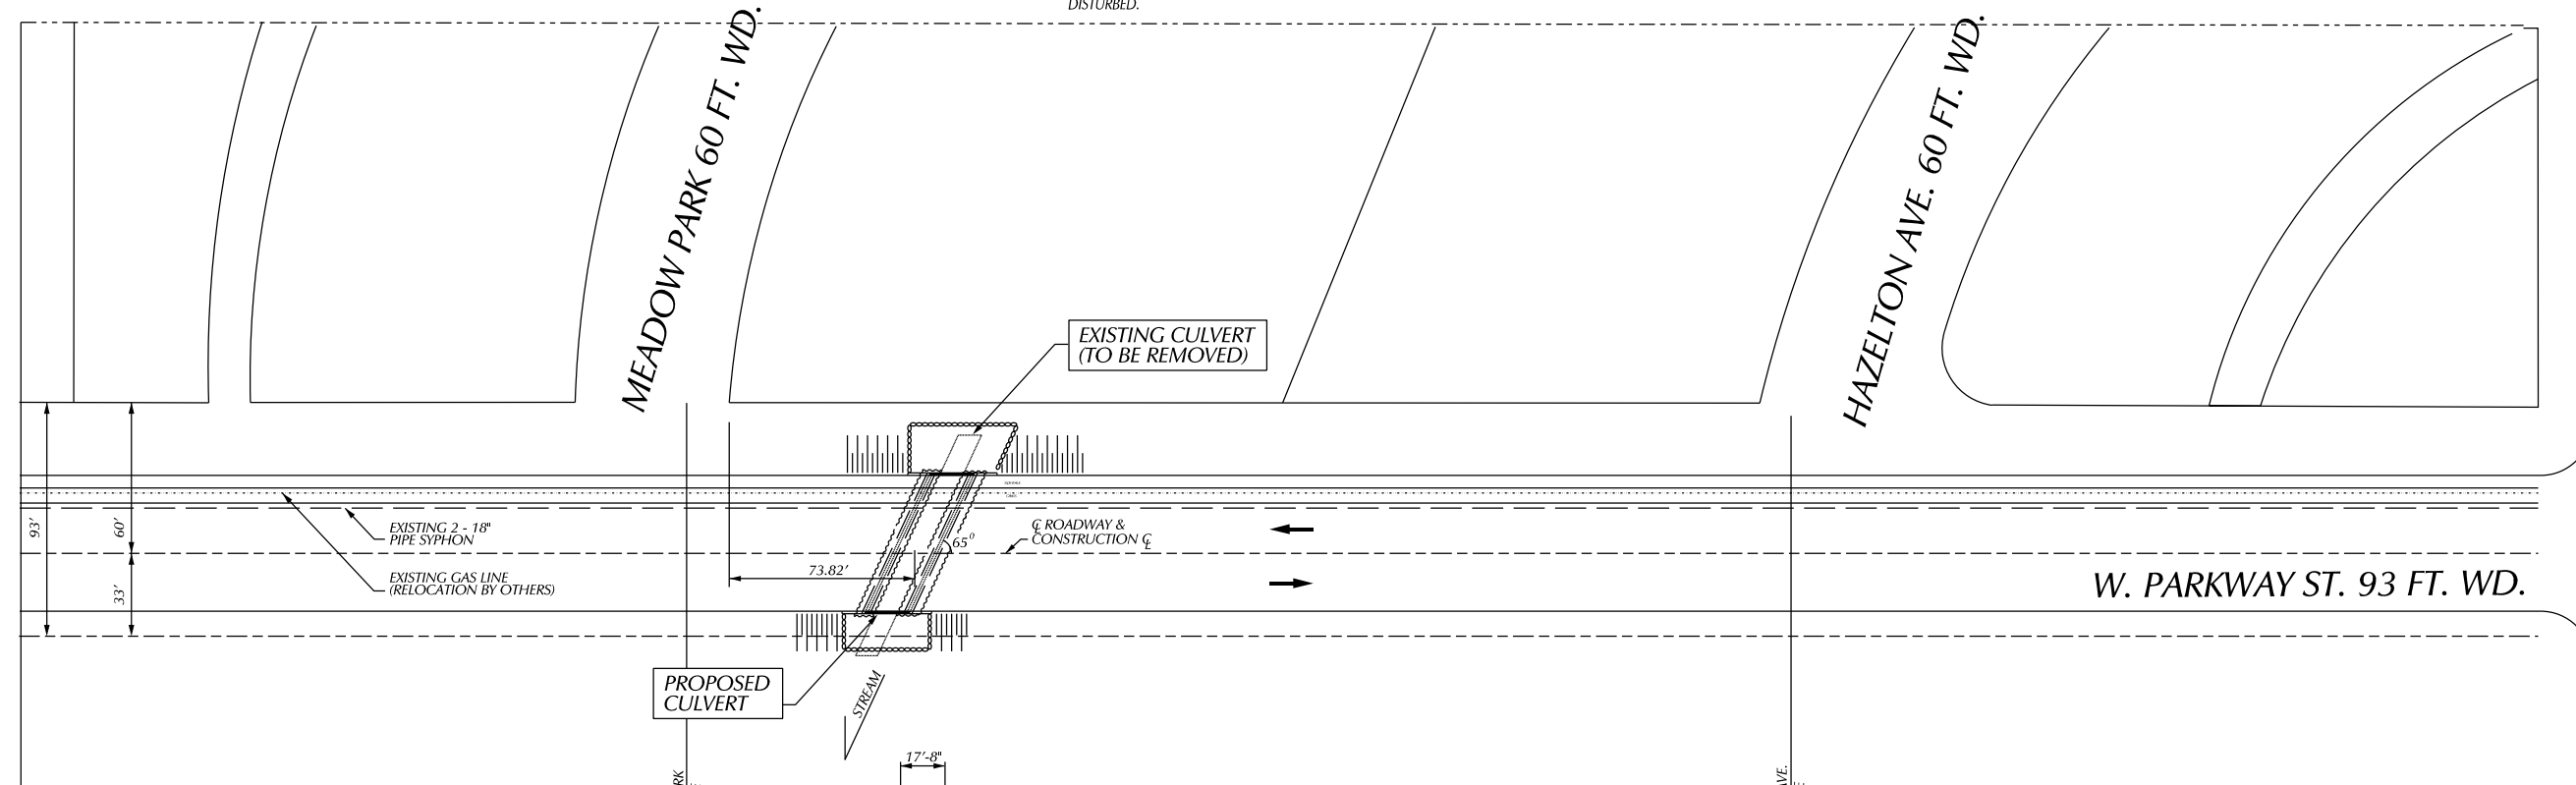 DISTURBED.
MEADOW PARK 60 FT. WD.
HAZELTON AVE. 60 FT. WD.
EXISTING CULVERT
(TO BE REMOVED)
93'
60'
33'
EXISTING 2 - 18"
PIPE SYPHON
EXISTING GAS LINE
(RELOCATION BY OTHERS)
℄ ROADWAY &
CONSTRUCTION ℄
65°
73.82'
W. PARKWAY ST. 93 FT. WD.
PROPOSED
CULVERT
STREAM
17'-8"
RK
AVE.